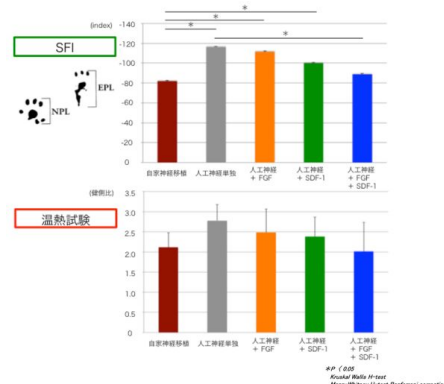 (index)
SFI
-140
-120
-100
-80
-60
-40
-20
0
* * * *
*
EPL
NPL
自家神経移植 人工神経単独 人工神経 + FGF 人工神経 + SDF-1 人工神経 + FGF + SDF-1
(健側比)
温熱試験
3.5
3.0
2.5
2.0
1.5
1.0
0.5
0
自家神経移植 人工神経単独 人工神経 + FGF 人工神経 + SDF-1 人工神経 + FGF + SDF-1
*P < 0.05
Kruskal Wallis H-test